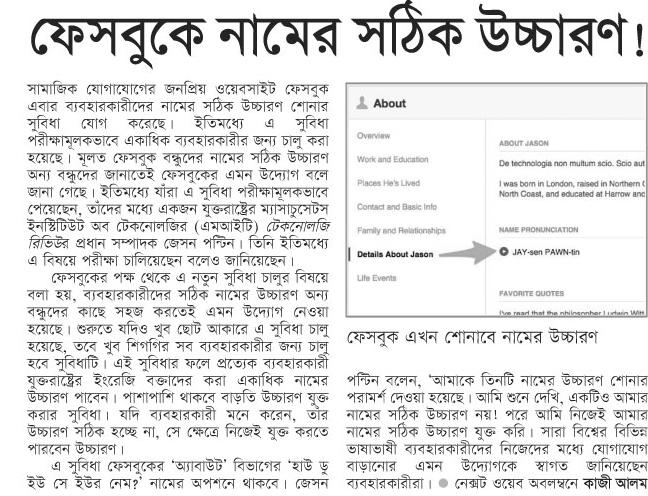 ফেসবুকে নামের সঠিক উচ্চারণ!
সামাজিক যোগাযোগের জনপ্রিয় ওয়েবসাইট ফেসবুক
এবার ব্যবহারকারীদের নামের সঠিক উচ্চারণ শোনার
সুবিধা যোগ করেছে। ইতিমধ্যে এ সুবিধা
পরীক্ষামূলকভাবে একাধিক ব্যবহারকারীর জন্য চালু করা
হয়েছে। মূলত ফেসবুক বন্ধুদের নামের সঠিক উচ্চারণ
অন্য বন্ধুদের জানাতেই ফেসবুকের এমন উদ্যোগ বলে
জানা গেছে। ইতিমধ্যে যাঁরা এ সুবিধা পরীক্ষামূলকভাবে
পেয়েছেন, তাঁদের মধ্যে একজন যুক্তরাষ্ট্রের ম্যাসাচুসেটস
ইনস্টিটিউট অব টেকনোলজির (এমআইটি) টেকনোলজি
রিভিউর প্রধান সম্পাদক জেসন পন্টিন। তিনি ইতিমধ্যে
এ বিষয়ে পরীক্ষা চালিয়েছেন বলেও জানিয়েছেন।
ফেসবুকের পক্ষ থেকে এ নতুন সুবিধা চালুর বিষয়ে
বলা হয়, ব্যবহারকারীদের সঠিক নামের উচ্চারণ অন্য
বন্ধুদের কাছে সহজ করতেই এমন উদ্যোগ নেওয়া
হয়েছে। শুরুতে যদিও খুব ছোট আকারে এ সুবিধা চালু
হয়েছে, তবে খুব শিগগির সব ব্যবহারকারীর জন্য চালু
হবে সুবিধাটি। এই সুবিধার ফলে প্রত্যেক ব্যবহারকারী
যুক্তরাষ্ট্রের ইংরেজি বক্তাদের করা একাধিক নামের
উচ্চারণ পাবেন। পাশাপাশি থাকবে বাড়তি উচ্চারণ যুক্ত
করার সুবিধা। যদি ব্যবহারকারী মনে করেন, তাঁর
উচ্চারণ সঠিক হচ্ছে না, সে ক্ষেত্রে নিজেই যুক্ত করতে
পারবেন উচ্চারণ।
এ সুবিধা ফেসবুকের 'অ্যাবাউট' বিভাগের 'হাউ ডু
ইউ সে ইউর নেম?' নামের অপশনে থাকবে। জেসন
About
Overview
Work and Education
Places He's Lived
Contact and Basic Info
Family and Relationships
Details About Jason
Life Events
ABOUT JASON
De technologia non multum scio. Scio aut
I was born in London, raised in Northern C
North Coast, and educated at Harrow and
NAME PRONUNCIATION
JAY-sen PAWN-tin
FAVORITE QUOTES
I've read that the philosopher Ludwig Witt
ফেসবুক এখন শোনাবে নামের উচ্চারণ
পন্টিন বলেন, 'আমাকে তিনটি নামের উচ্চারণ শোনার
পরামর্শ দেওয়া হয়েছে। আমি শুনে দেখি, একটিও আমার
নামের সঠিক উচ্চারণ নয়! পরে আমি নিজেই আমার
নামের সঠিক উচ্চারণ যুক্ত করি। সারা বিশ্বের বিভিন্ন
ভাষাভাষী ব্যবহারকারীদের নিজেদের মধ্যে যোগাযোগ
বাড়ানোর এমন উদ্যোগকে স্বাগত জানিয়েছেন
ব্যবহারকারীরা। ● নেক্সট ওয়েব অবলম্বনে কাজী আলম